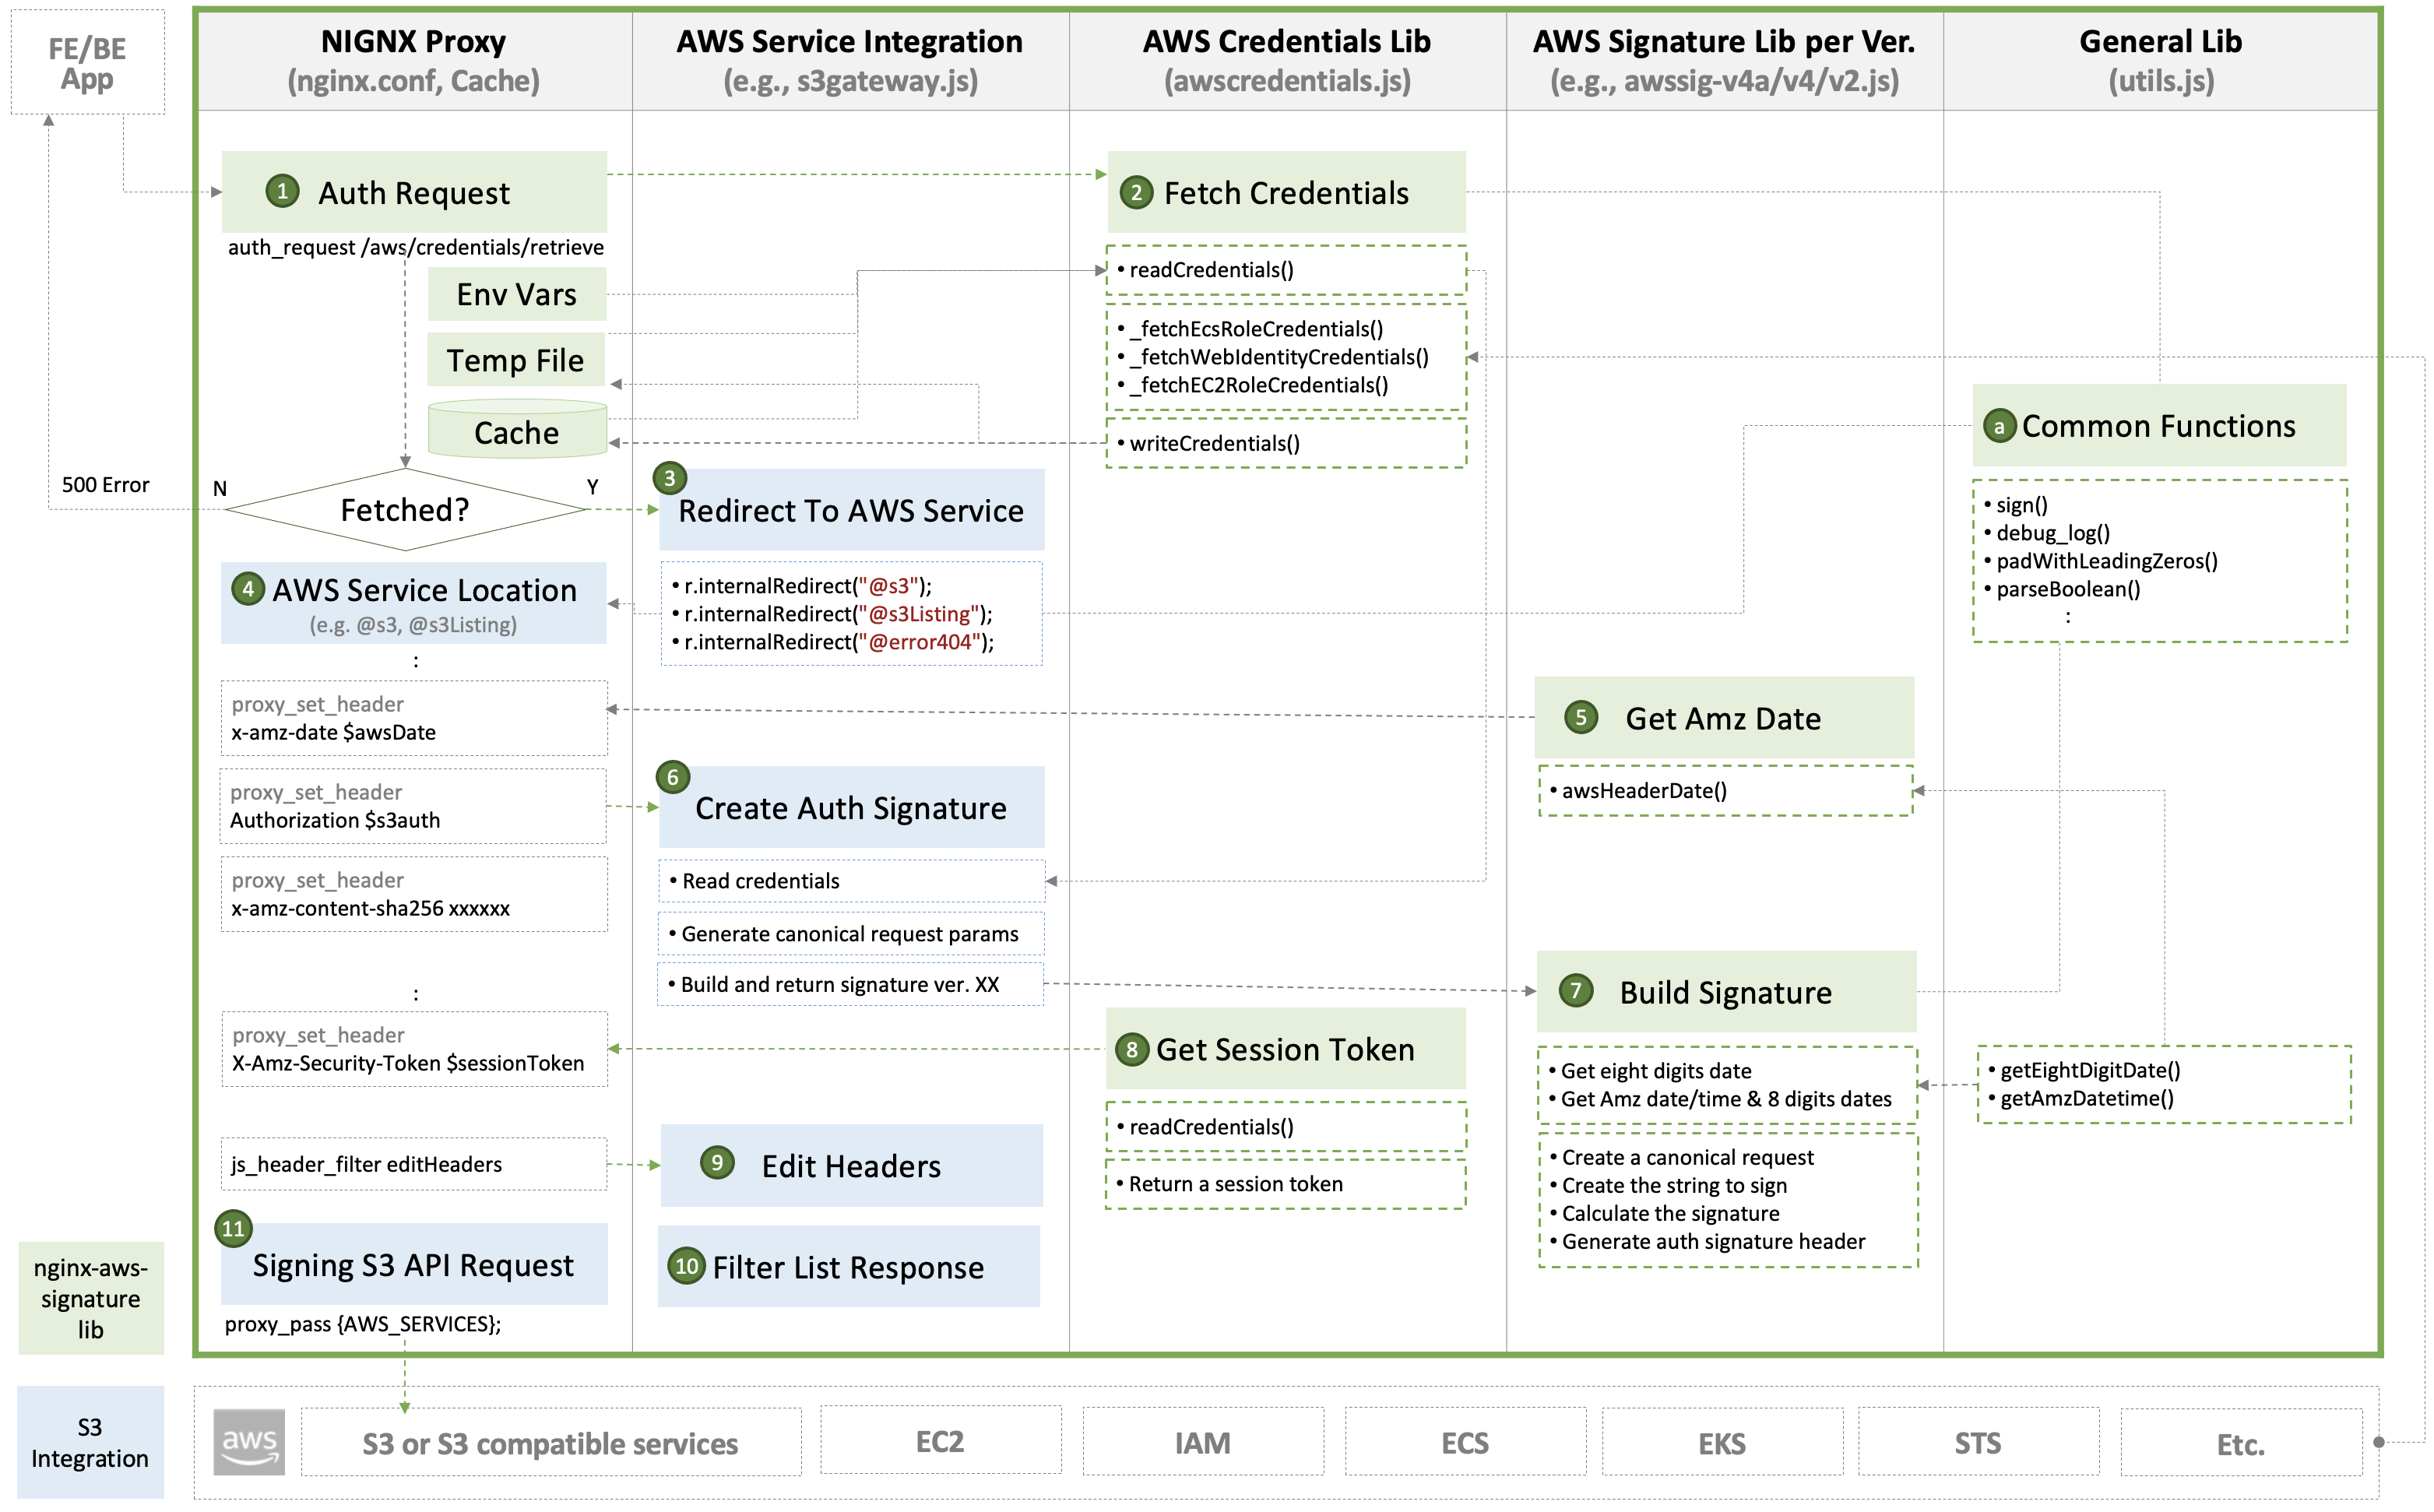 FE/BE
App
NIGNX Proxy
(nginx.conf, Cache)
AWS Service Integration
(e.g., s3gateway.js)
AWS Credentials Lib
(awscredentials.js)
AWS Signature Lib per Ver.
(e.g., awssig-v4a/v4/v2.js)
General Lib
(utils.js)
1 Auth Request
auth_request /aws/credentials/retrieve
Env Vars
Temp File
Cache
2 Fetch Credentials
• readCredentials()
• _fetchEcsRoleCredentials()
• _fetchWebIdentityCredentials()
• _fetchEC2RoleCredentials()
• writeCredentials()
a Common Functions
• sign()
• debug_log()
• padWithLeadingZeros()
• parseBoolean()
:
500 Error
N
Fetched?
Y
3
Redirect To AWS Service
• r.internalRedirect("@s3");
• r.internalRedirect("@s3Listing");
• r.internalRedirect("@error404");
4 AWS Service Location
(e.g. @s3, @s3Listing)
:
proxy_set_header
x-amz-date $awsDate
5 Get Amz Date
• awsHeaderDate()
proxy_set_header
Authorization $s3auth
6
Create Auth Signature
• Read credentials
• Generate canonical request params
• Build and return signature ver. XX
proxy_set_header
x-amz-content-sha256 xxxxxx
:
7 Build Signature
• Get eight digits date
• Get Amz date/time & 8 digits dates
• Create a canonical request
• Create the string to sign
• Calculate the signature
• Generate auth signature header
• getEightDigitDate()
• getAmzDatetime()
proxy_set_header
X-Amz-Security-Token $sessionToken
8 Get Session Token
• readCredentials()
• Return a session token
js_header_filter editHeaders
9 Edit Headers
10 Filter List Response
11
Signing S3 API Request
proxy_pass {AWS_SERVICES};
nginx-aws-
signature
lib
S3
Integration
aws
S3 or S3 compatible services
EC2
IAM
ECS
EKS
STS
Etc.